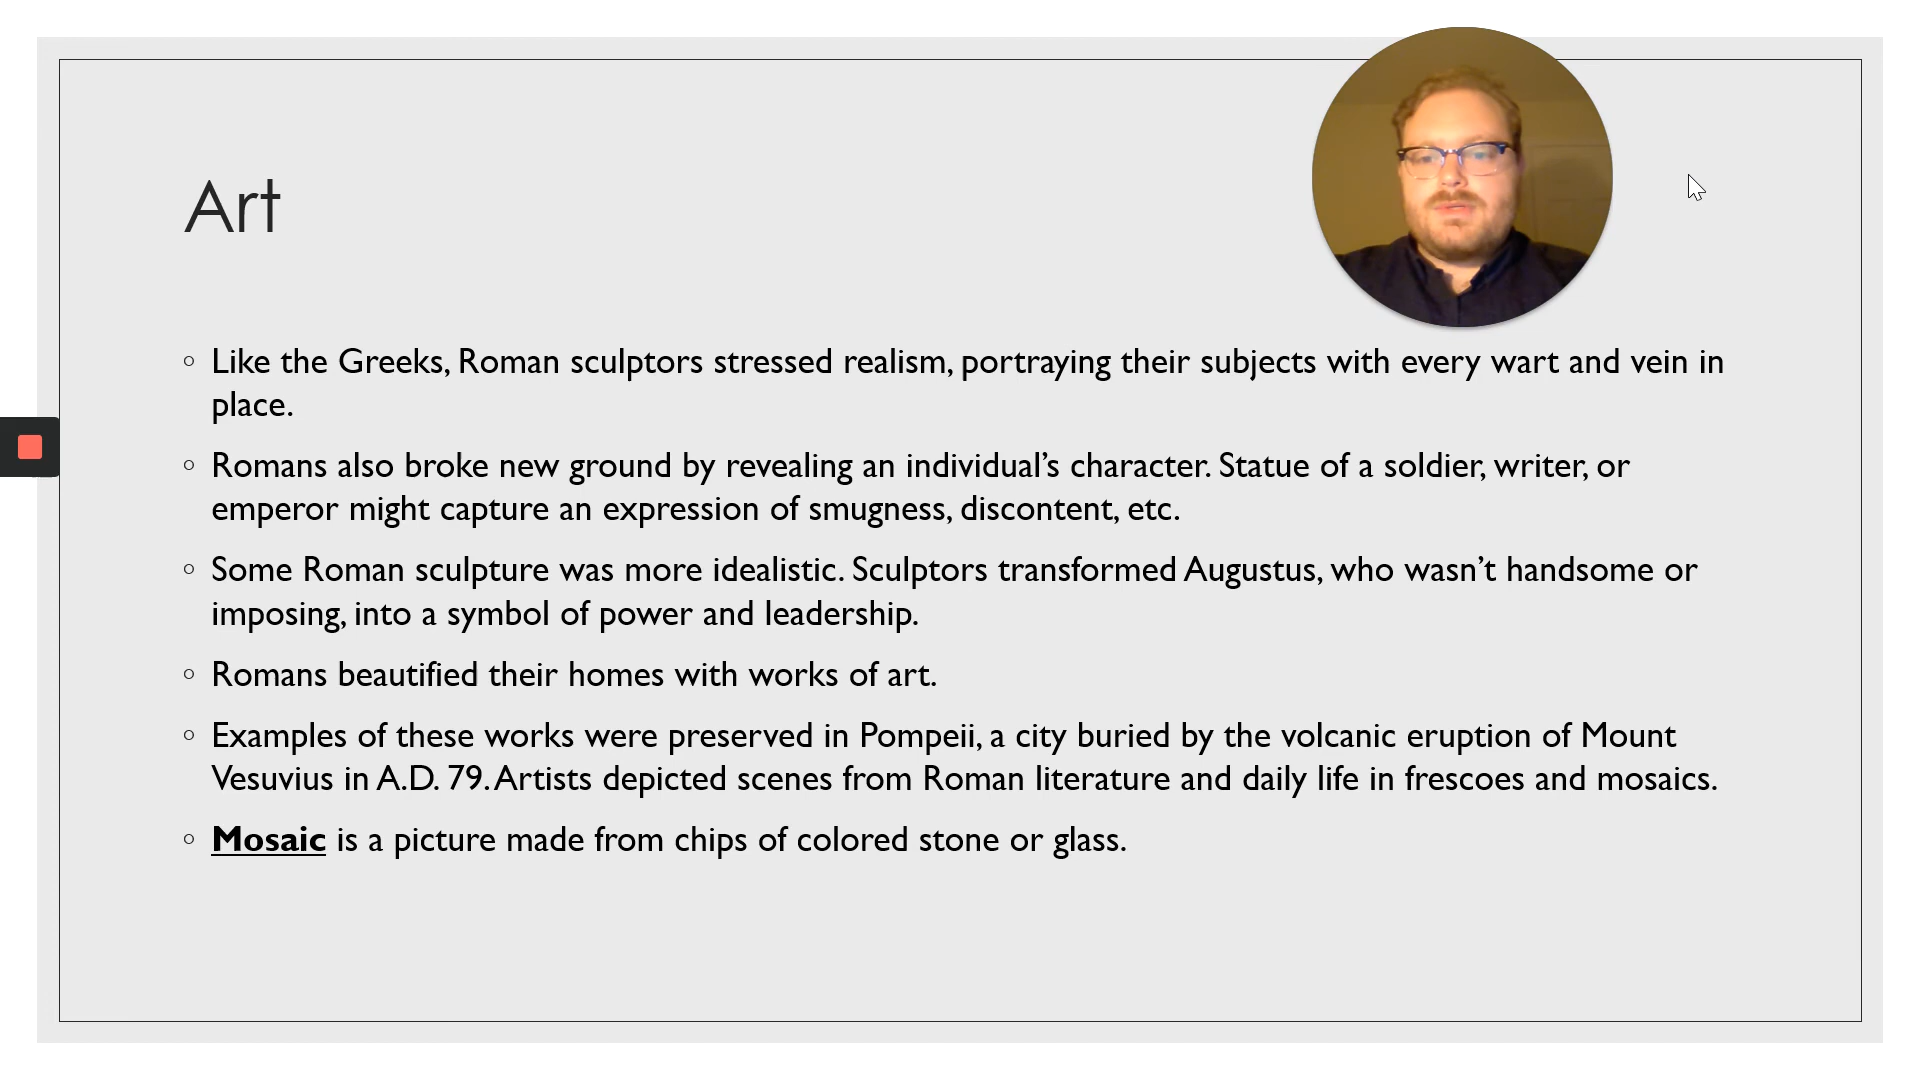 Art
Like the Greeks, Roman sculptors stressed realism, portraying their subjects with every wart and vein in
place.
Romans also broke new ground by revealing an individual’s character. Statue of a soldier, writer, or
emperor might capture an expression of smugness, discontent, etc.
Some Roman sculpture was more idealistic. Sculptors transformed Augustus, who wasn’t handsome or
imposing, into a symbol of power and leadership.
Romans beautified their homes with works of art.
Examples of these works were preserved in Pompeii, a city buried by the volcanic eruption of Mount
Vesuvius in A.D. 79. Artists depicted scenes from Roman literature and daily life in frescoes and mosaics.
Mosaic is a picture made from chips of colored stone or glass.